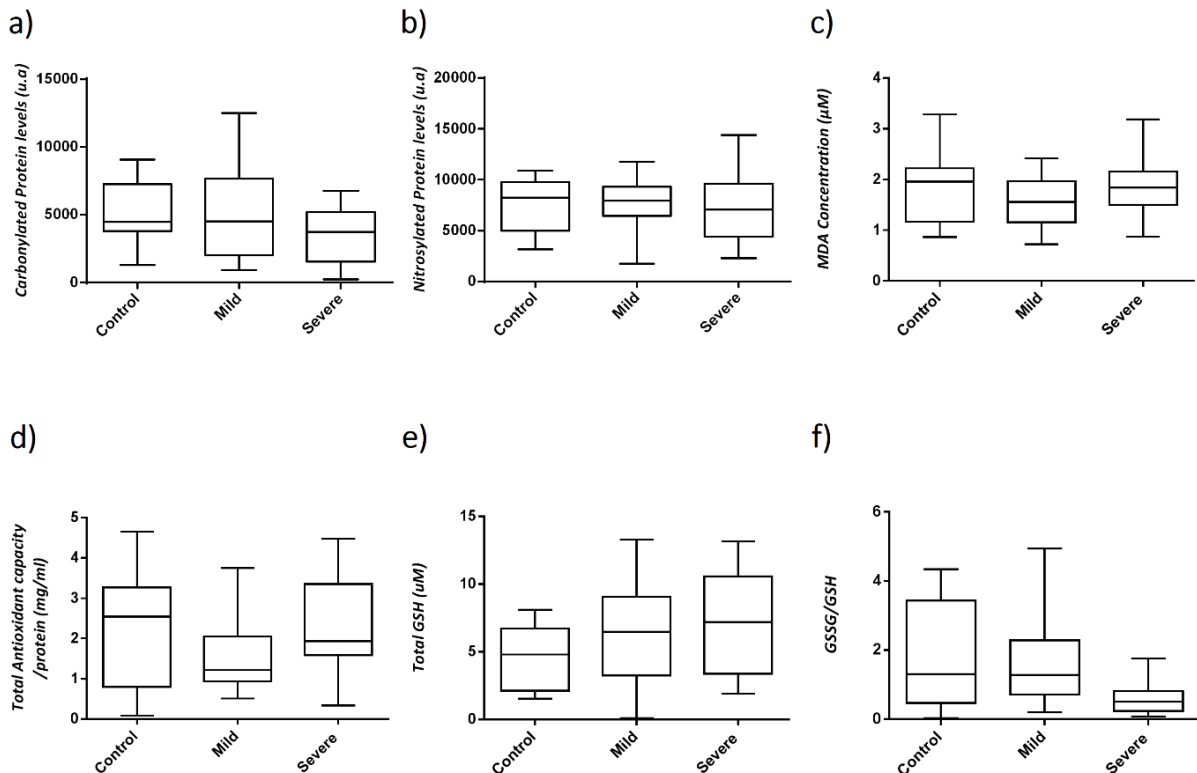 a)
Carbonylated Protein levels (u.a)
15000
10000
5000
0
Control
Mild
Severe
b)
Nitrosylated Protein levels (u.a)
20000
15000
10000
5000
0
Control
Mild
Severe
c)
MDA Concentration (µM)
4
3
2
1
0
Control
Mild
Severe
d)
Total Antioxidant capacity
/protein (mg/ml)
5
4
3
2
1
0
Control
Mild
Severe
e)
Total GSH (uM)
15
10
5
0
Control
Mild
Severe
f)
GSSG/GSH
6
4
2
0
Control
Mild
Severe